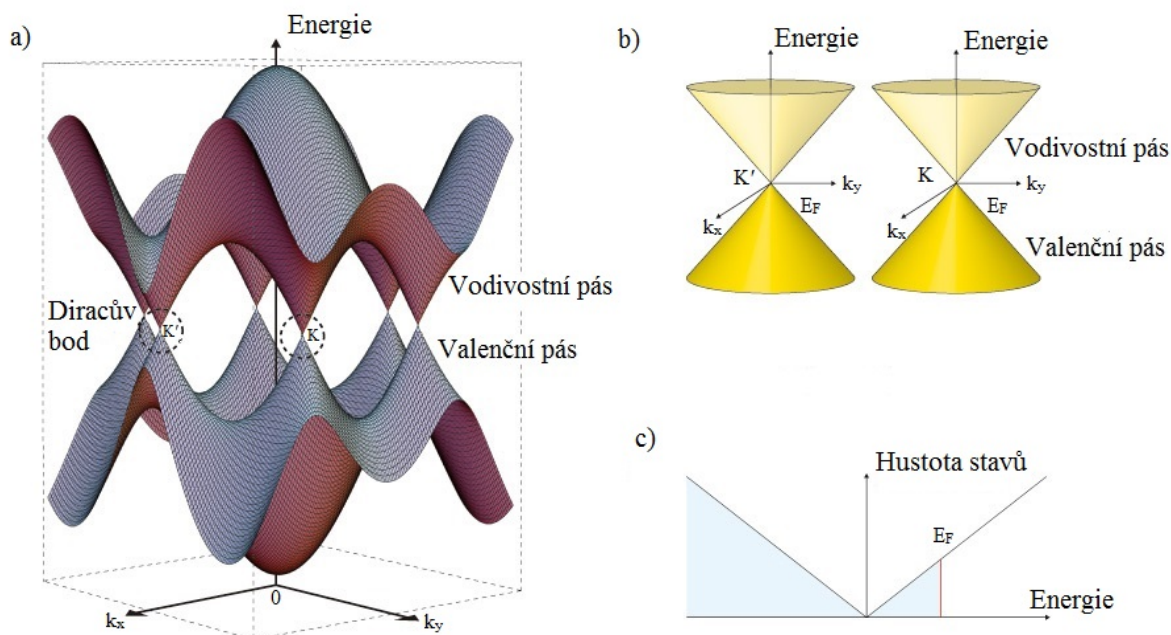 a)
Energie
Diracův
bod
K'
K
Vodivostní pás
Valenční pás
0
kx
ky
b)
Energie
Energie
K'
ky
kx
EF
K
ky
kx
EF
Vodivostní pás
Valenční pás
c)
Hustota stavů
EF
Energie